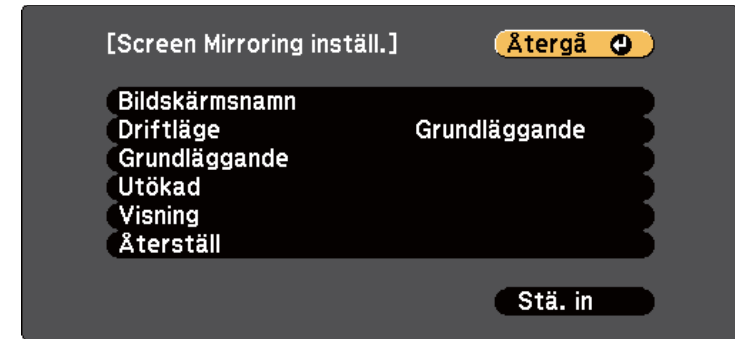 [Screen Mirroring inställ.] Återgå
Bildskärmsnamn
Driftläge Grundläggande
Grundläggande
Utökad
Visning
Återställ
Stä. in